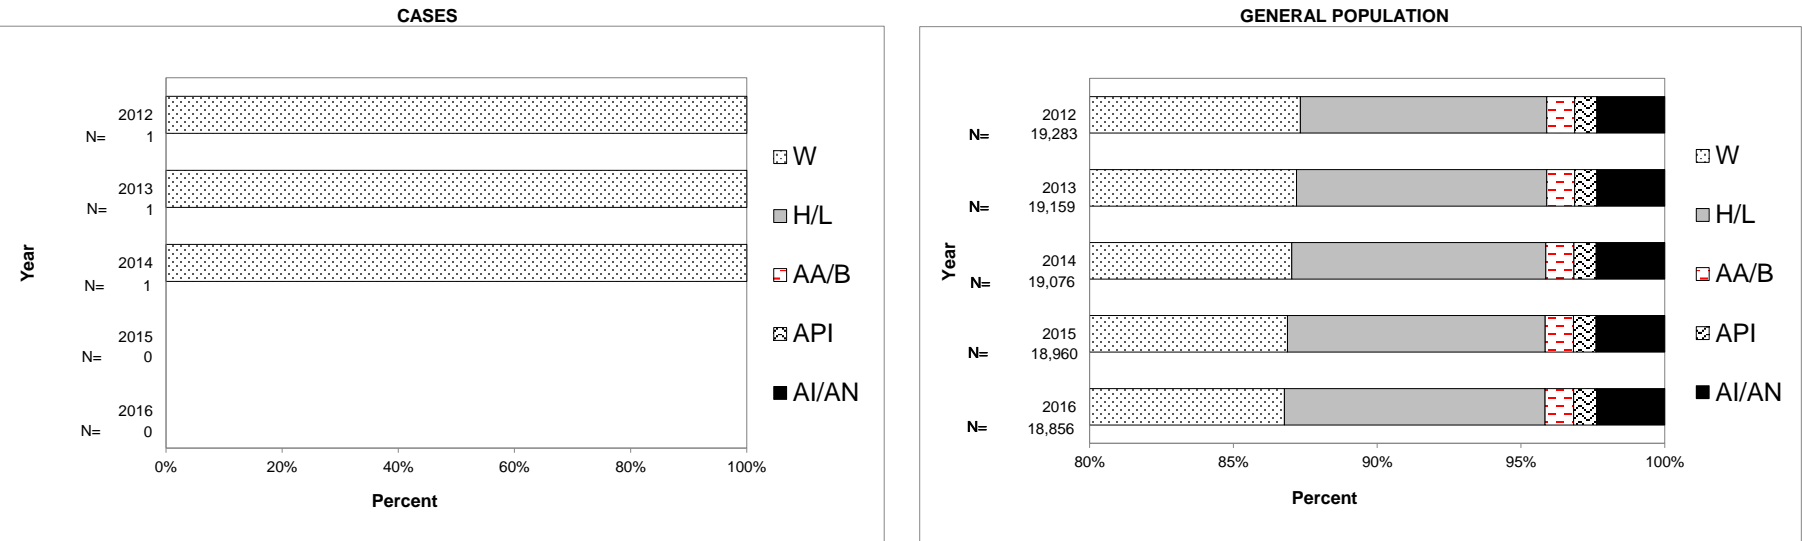 CASES
2012
N= 1
2013
N= 1
2014
N= 1
2015
N= 0
2016
N= 0
Year
0% 20% 40% 60% 80% 100%
Percent
W
H/L
AA/B
API
AI/AN
GENERAL POPULATION
2012
N= 19,283
2013
N= 19,159
2014
N= 19,076
2015
N= 18,960
2016
N= 18,856
Year
80% 85% 90% 95% 100%
Percent
W
H/L
AA/B
API
AI/AN